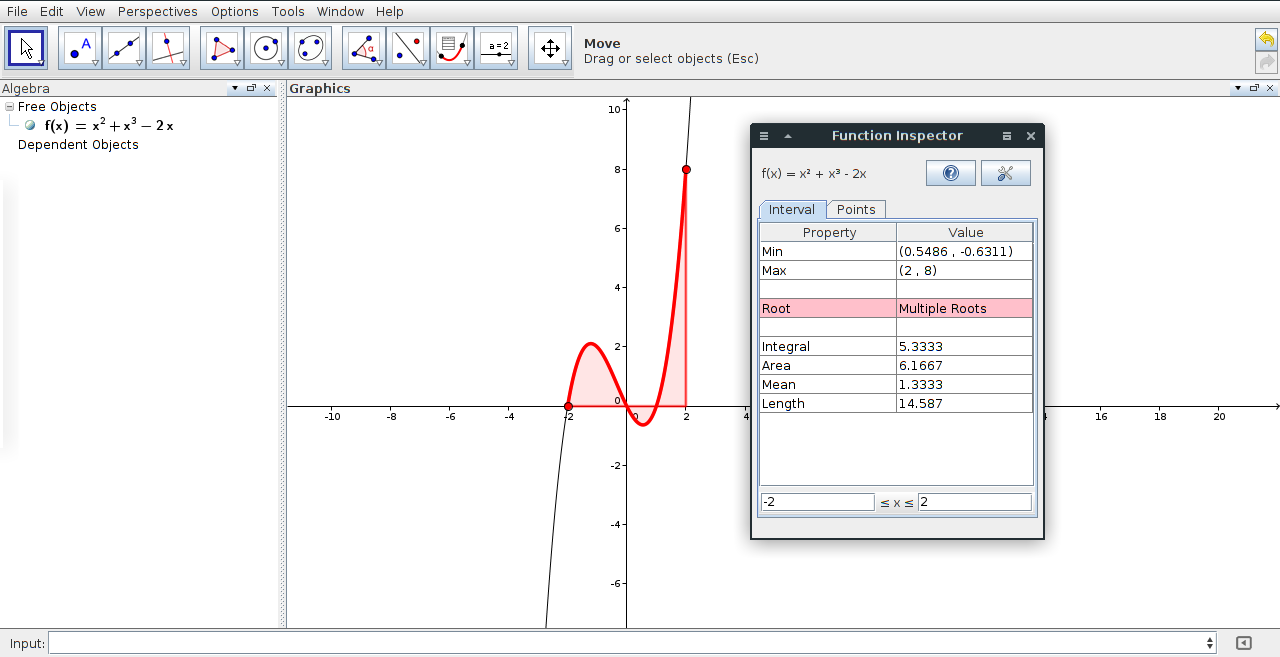 File Edit View Perspectives Options Tools Window Help
A
α
a=2
Move
Drag or select objects (Esc)
Algebra
Free Objects
f(x) = x² + x³ − 2 x
Dependent Objects
Graphics
10
8
6
4
2
0
-2
-4
-6
-10 -8 -6 -4 -2 0 2 4 16 18 20
Function Inspector
f(x) = x² + x³ - 2x
?
Interval Points
Property Value
Min (0.5486 , -0.6311)
Max (2 , 8)
Root Multiple Roots
Integral 5.3333
Area 6.1667
Mean 1.3333
Length 14.587
-2 ≤ x ≤ 2
Input: